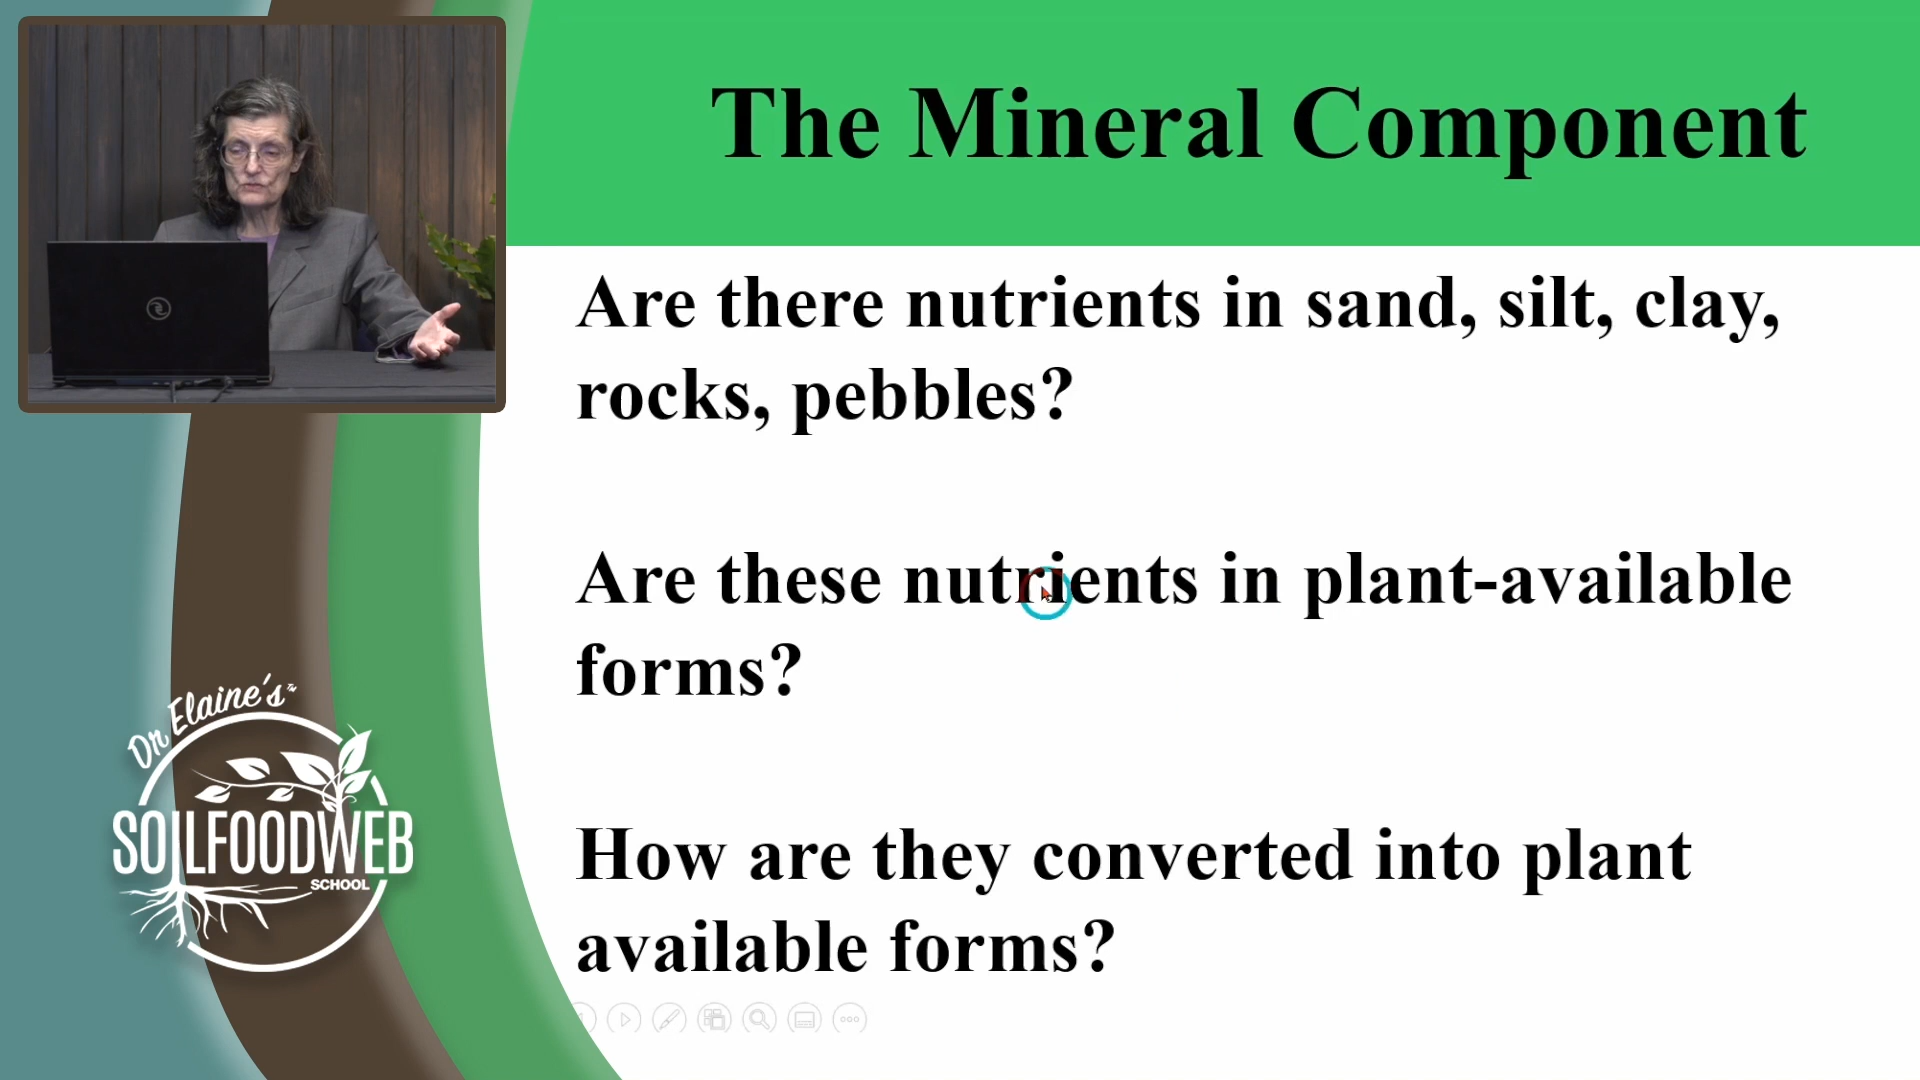 The Mineral Component
Are there nutrients in sand, silt, clay,
rocks, pebbles?
Are these nutrients in plant-available
forms?
How are they converted into plant
available forms?
Dr Elaine's™
SOILFOODWEB
SCHOOL